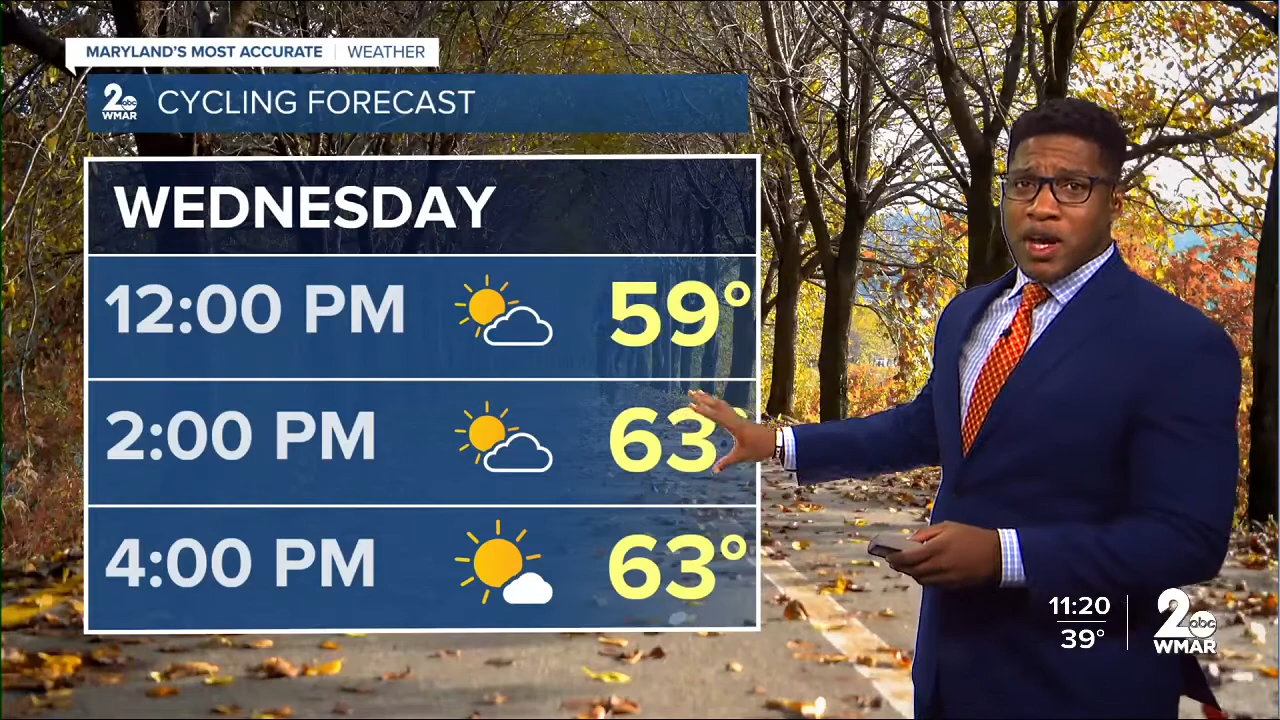 MARYLAND'S MOST ACCURATE | WEATHER
2 abc WMAR CYCLING FORECAST
WEDNESDAY
12:00 PM 59°
2:00 PM 63°
4:00 PM 63°
11:20
39°
2 abc
WMAR